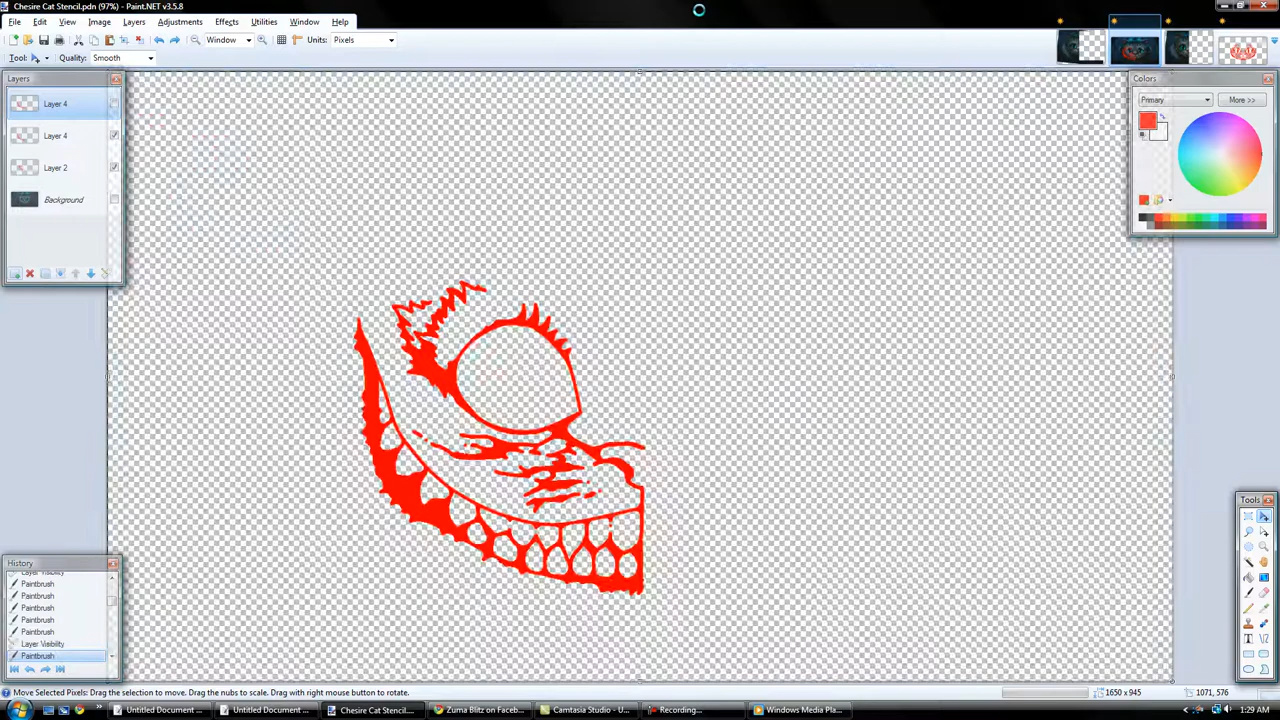 Chesire Cat Stencil.pdn (97%) - Paint.NET v3.5.8
File Edit View Image Layers Adjustments Effects Utilities Window Help
Window Units: Pixels
Tool: Quality: Smooth
Layers
Layer 4
Layer 4
Layer 2
Background
Colors
Primary More >>
Tools
History
Layer Visibility
Paintbrush
Paintbrush
Paintbrush
Paintbrush
Paintbrush
Layer Visibility
Paintbrush
Move Selected Pixels: Drag the selection to move. Drag the nubs to scale. Drag with right mouse button to rotate.
1650 x 945
1071, 576
Untitled Document ...
Untitled Document ...
Chesire Cat Stencil....
Zuma Blitz on Faceb...
Camtasia Studio - U...
Recording...
Windows Media Pla...
1:29 AM